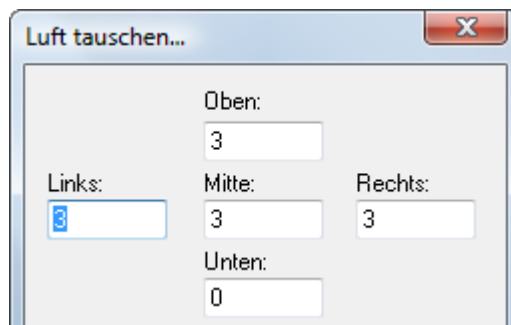 Luft tauschen...
Oben:
3
Links: Mitte: Rechts:
3 3 3
Unten:
0